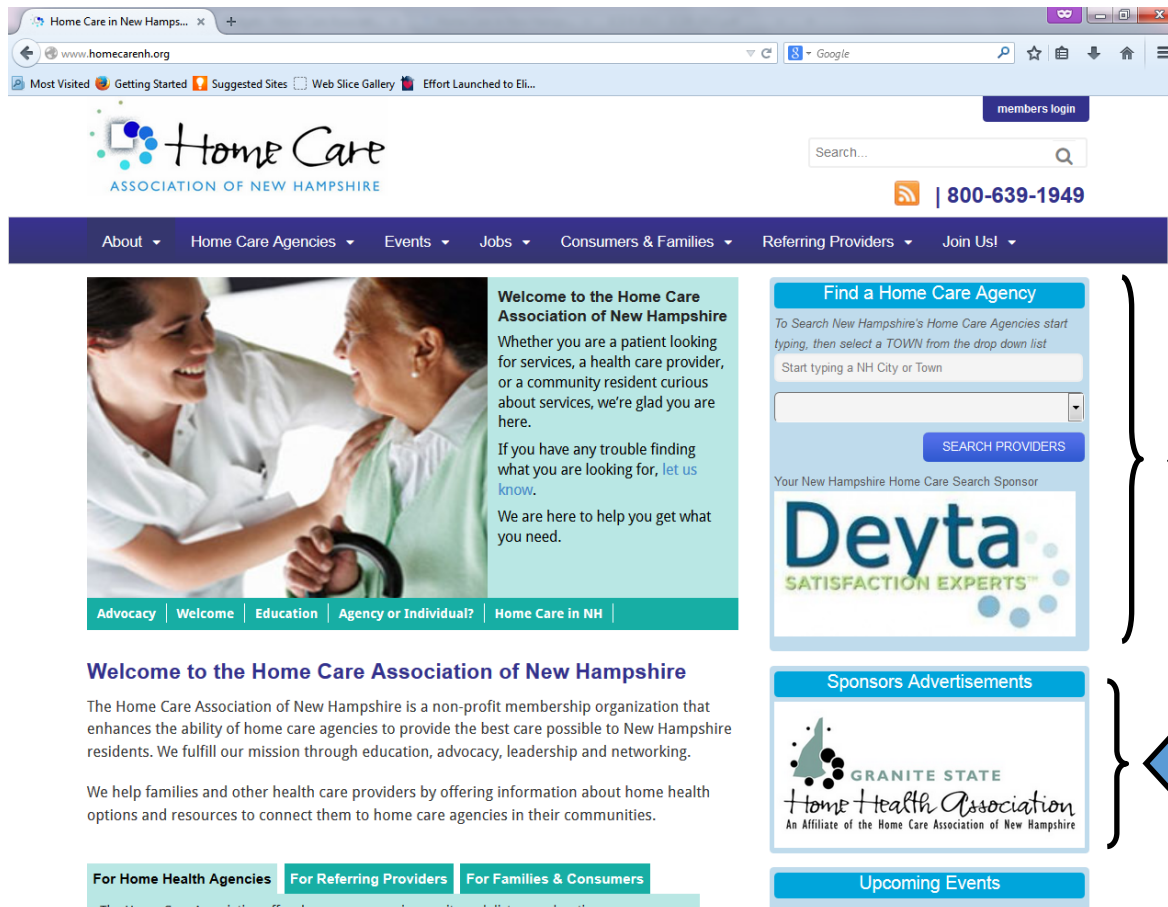 Home Care in New Hamps...
www.homecarenh.org
Google
Most Visited Getting Started Suggested Sites Web Slice Gallery Effort Launched to Eli...
members login
Home Care
ASSOCIATION OF NEW HAMPSHIRE
Search...
| 800-639-1949
About Home Care Agencies Events Jobs Consumers & Families Referring Providers Join Us!
Welcome to the Home Care
Association of New Hampshire
Whether you are a patient looking
for services, a health care provider,
or a community resident curious
about services, we're glad you are
here.
If you have any trouble finding
what you are looking for, let us
know.
We are here to help you get what
you need.
Advocacy Welcome Education Agency or Individual? Home Care in NH
Find a Home Care Agency
To Search New Hampshire's Home Care Agencies start
typing, then select a TOWN from the drop down list
Start typing a NH City or Town
SEARCH PROVIDERS
Your New Hampshire Home Care Search Sponsor
Deyta
SATISFACTION EXPERTS™
Welcome to the Home Care Association of New Hampshire
The Home Care Association of New Hampshire is a non-profit membership organization that
enhances the ability of home care agencies to provide the best care possible to New Hampshire
residents. We fulfill our mission through education, advocacy, leadership and networking.
We help families and other health care providers by offering information about home health
options and resources to connect them to home care agencies in their communities.
Sponsors Advertisements
GRANITE STATE
Home Health Association
An Affiliate of the Home Care Association of New Hampshire
For Home Health Agencies For Referring Providers For Families & Consumers
Upcoming Events